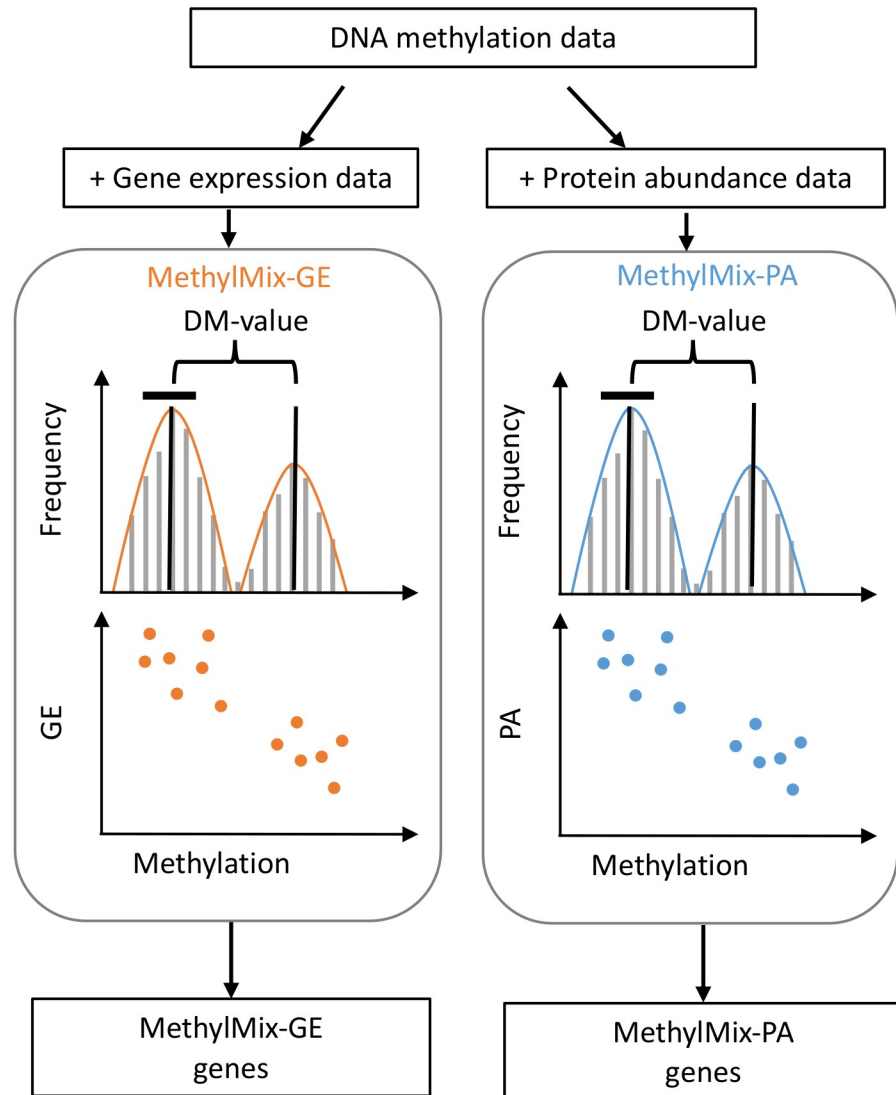 DNA methylation data
+ Gene expression data
+ Protein abundance data
MethylMix-GE
DM-value
Frequency
GE
Methylation
MethylMix-PA
DM-value
Frequency
PA
Methylation
MethylMix-GE
genes
MethylMix-PA
genes